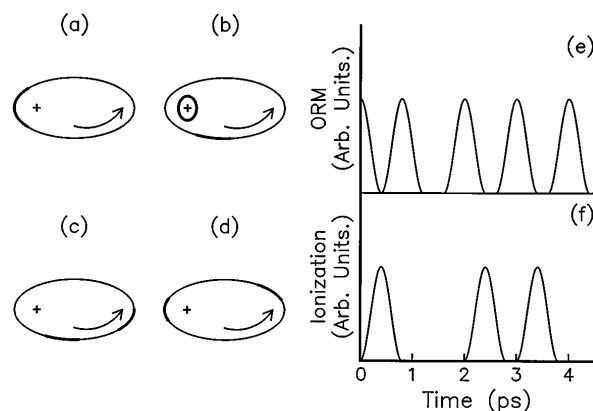 (a)
(b)
(c)
(d)
(e)
ORM
(Arb. Units.)
(f)
Ionization
(Arb. Units.)
0 1 2 3 4
Time (ps)